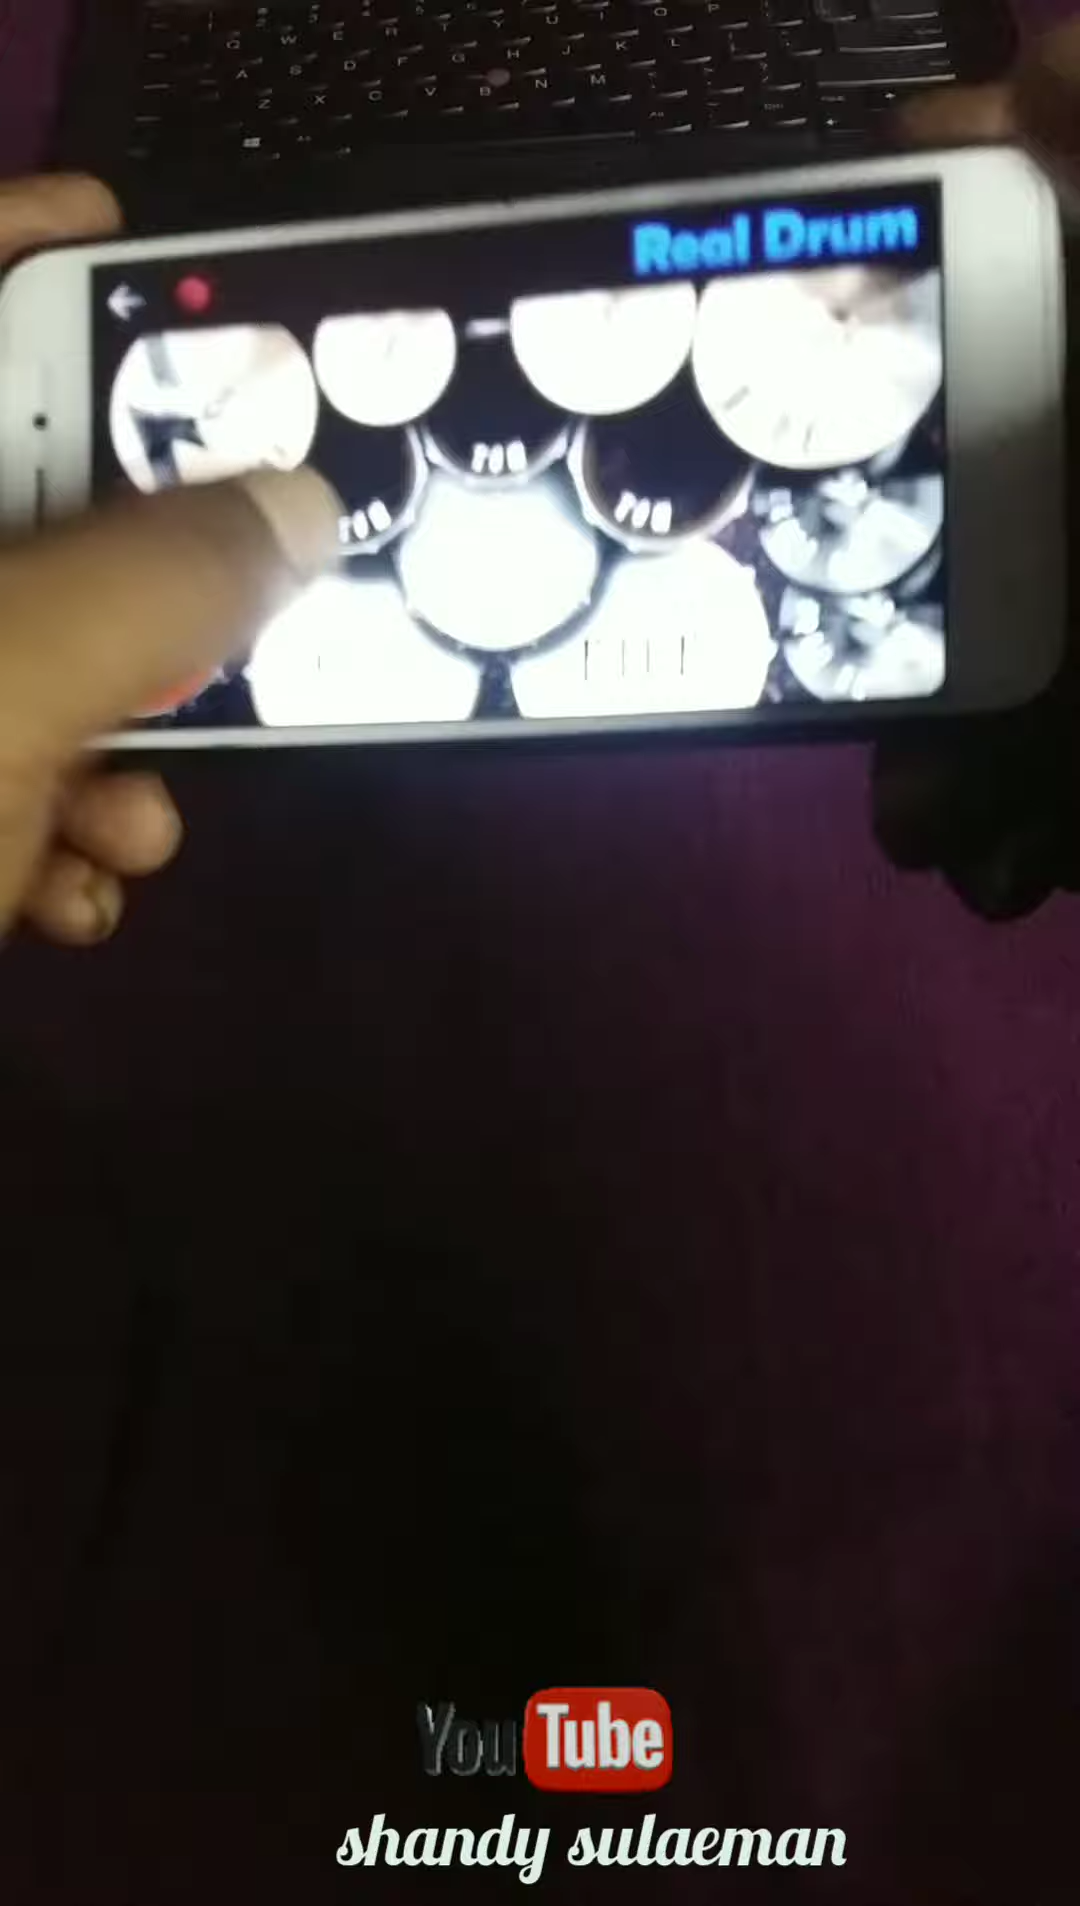 Q W E R T Y U I O P
A S D F G H J K L
Z X C V B N M
Real Drum
YouTube
shandy sulaeman